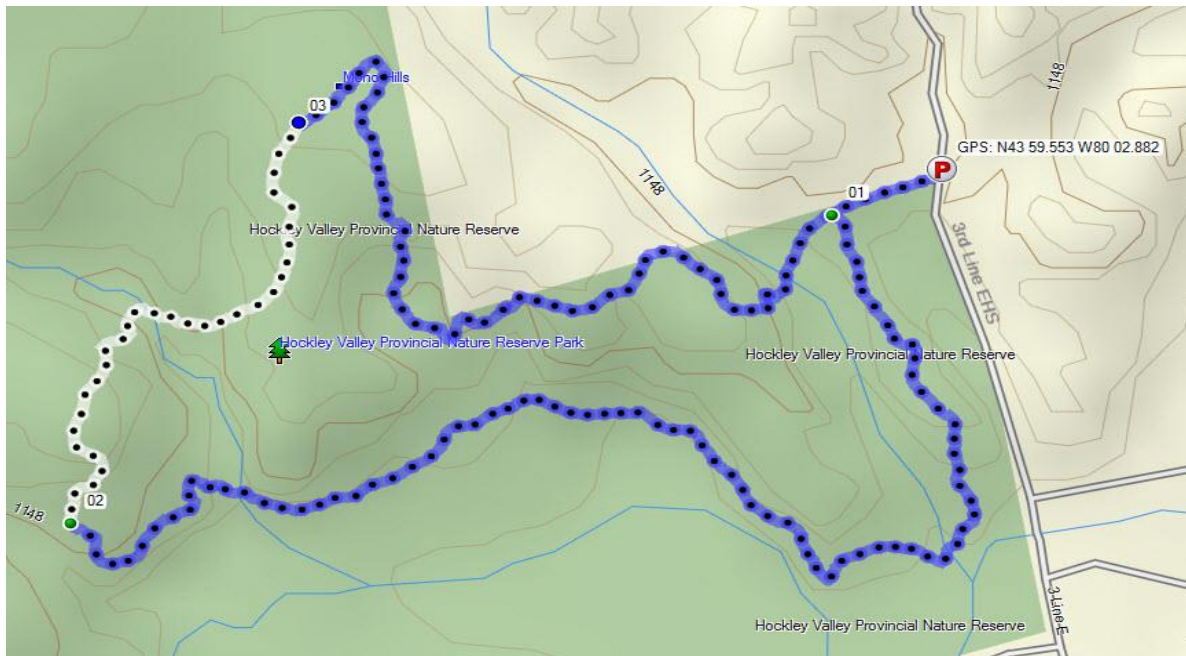 Mono Hills
03
1148
GPS: N43 59.553 W80 02.882
P
1148
01
Hockley Valley Provincial Nature Reserve
3rd Line EHS
Hockley Valley Provincial Nature Reserve Park
Hockley Valley Provincial Nature Reserve
02
1148
3 Line E
Hockley Valley Provincial Nature Reserve